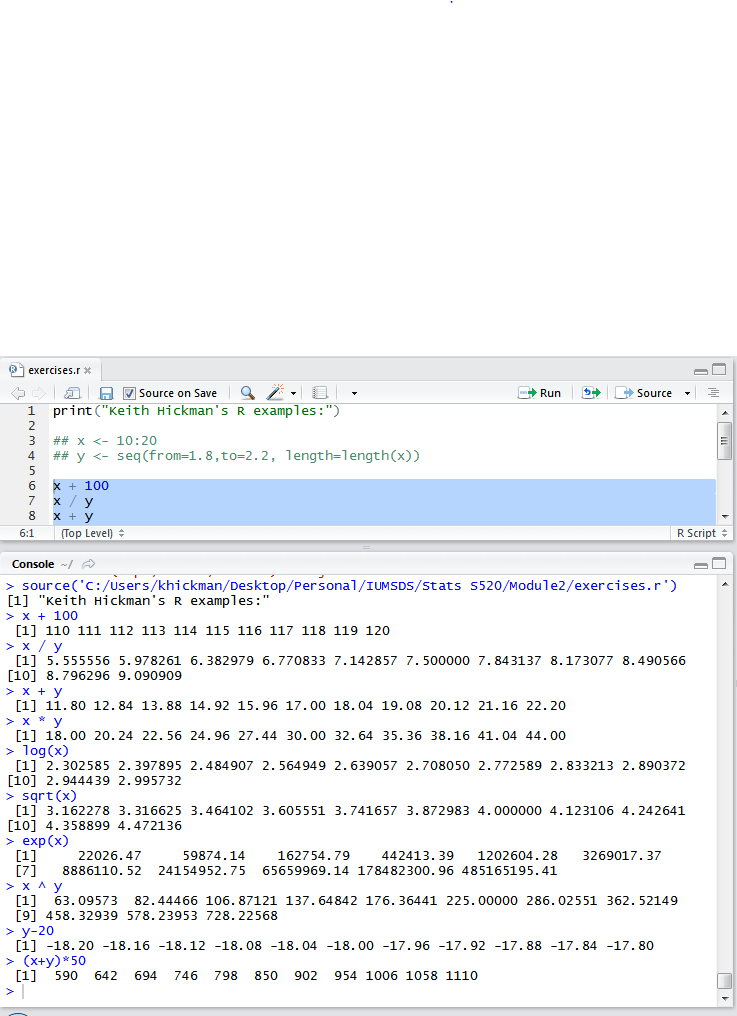 exercises.r
Source on Save
Run
Source
1 print("Keith Hickman's R examples:")
2
3 ## x <- 10:20
4 ## y <- seq(from=1.8,to=2.2, length=length(x))
5
6 x + 100
7 x / y
8 x + y
6:1 (Top Level) R Script
Console ~/
> source('C:/Users/khickman/Desktop/Personal/IUMSDS/Stats S520/Module2/exercises.r')
[1] "Keith Hickman's R examples:"
> x + 100
[1] 110 111 112 113 114 115 116 117 118 119 120
> x / y
[1] 5.555556 5.978261 6.382979 6.770833 7.142857 7.500000 7.843137 8.173077 8.490566
[10] 8.796296 9.090909
> x + y
[1] 11.80 12.84 13.88 14.92 15.96 17.00 18.04 19.08 20.12 21.16 22.20
> x * y
[1] 18.00 20.24 22.56 24.96 27.44 30.00 32.64 35.36 38.16 41.04 44.00
> log(x)
[1] 2.302585 2.397895 2.484907 2.564949 2.639057 2.708050 2.772589 2.833213 2.890372
[10] 2.944439 2.995732
> sqrt(x)
[1] 3.162278 3.316625 3.464102 3.605551 3.741657 3.872983 4.000000 4.123106 4.242641
[10] 4.358899 4.472136
> exp(x)
[1] 22026.47 59874.14 162754.79 442413.39 1202604.28 3269017.37
[7] 8886110.52 24154952.75 65659969.14 178482300.96 485165195.41
> x ^ y
[1] 63.09573 82.44466 106.87121 137.64842 176.36441 225.00000 286.02551 362.52149
[9] 458.32939 578.23953 728.22568
> y-20
[1] -18.20 -18.16 -18.12 -18.08 -18.04 -18.00 -17.96 -17.92 -17.88 -17.84 -17.80
> (x+y)*50
[1] 590 642 694 746 798 850 902 954 1006 1058 1110
>